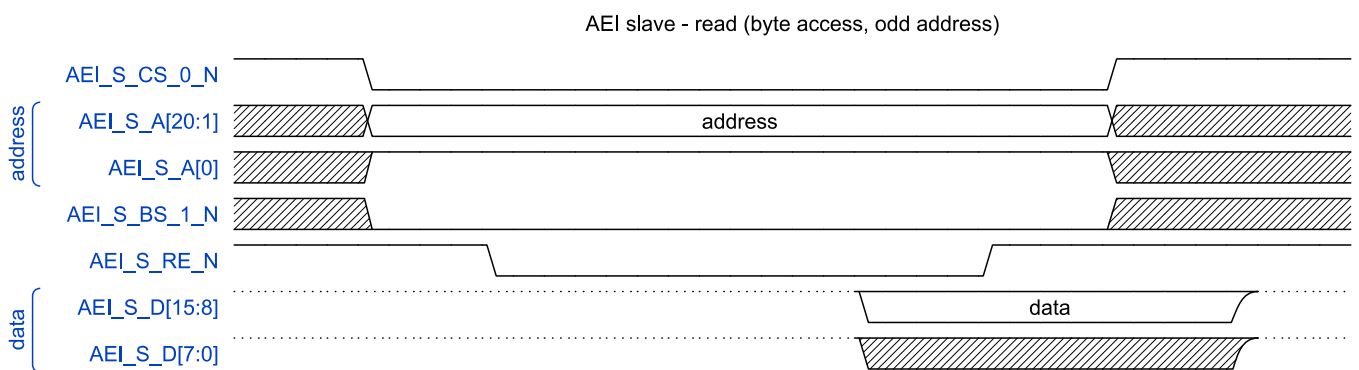 AEI slave - read (byte access, odd address)
AEI_S_CS_0_N
address
AEI_S_A[20:1]
address
AEI_S_A[0]
AEI_S_BS_1_N
AEI_S_RE_N
data
AEI_S_D[15:8]
data
AEI_S_D[7:0]